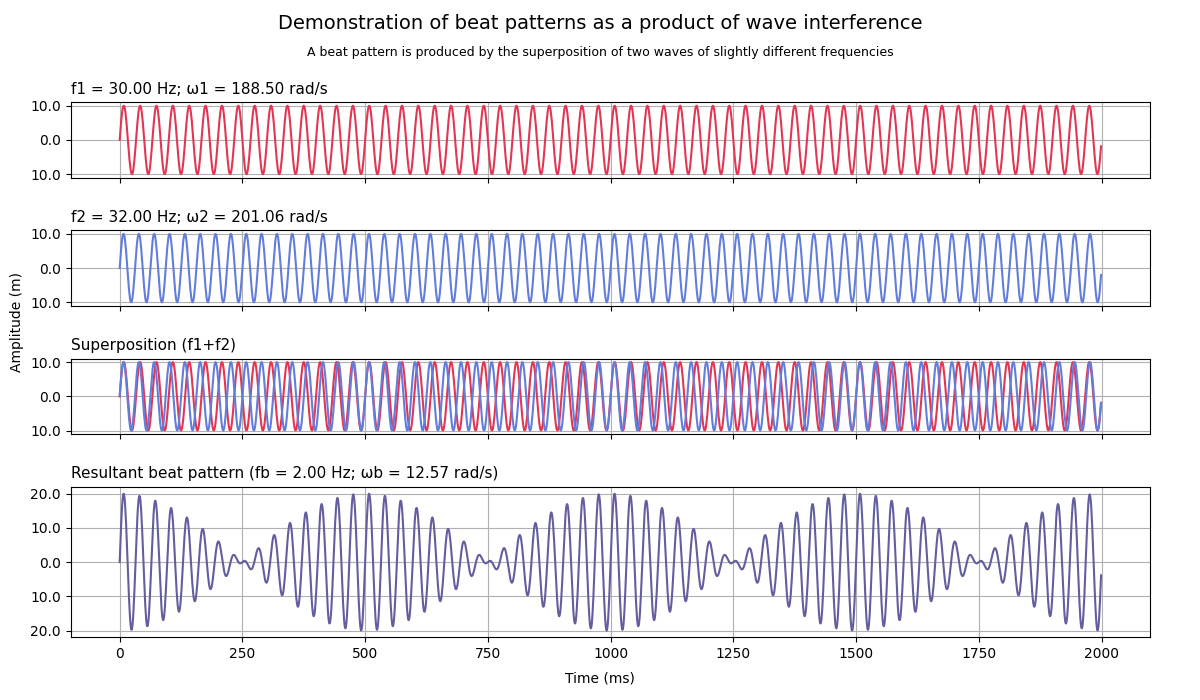 Demonstration of beat patterns as a product of wave interference
A beat pattern is produced by the superposition of two waves of slightly different frequencies
f1 = 30.00 Hz; ω1 = 188.50 rad/s
10.0
0.0
10.0
f2 = 32.00 Hz; ω2 = 201.06 rad/s
10.0
0.0
10.0
Amplitude (m)
Superposition (f1+f2)
10.0
0.0
10.0
Resultant beat pattern (fb = 2.00 Hz; ωb = 12.57 rad/s)
20.0
10.0
0.0
10.0
20.0
0 250 500 750 1000 1250 1500 1750 2000
Time (ms)